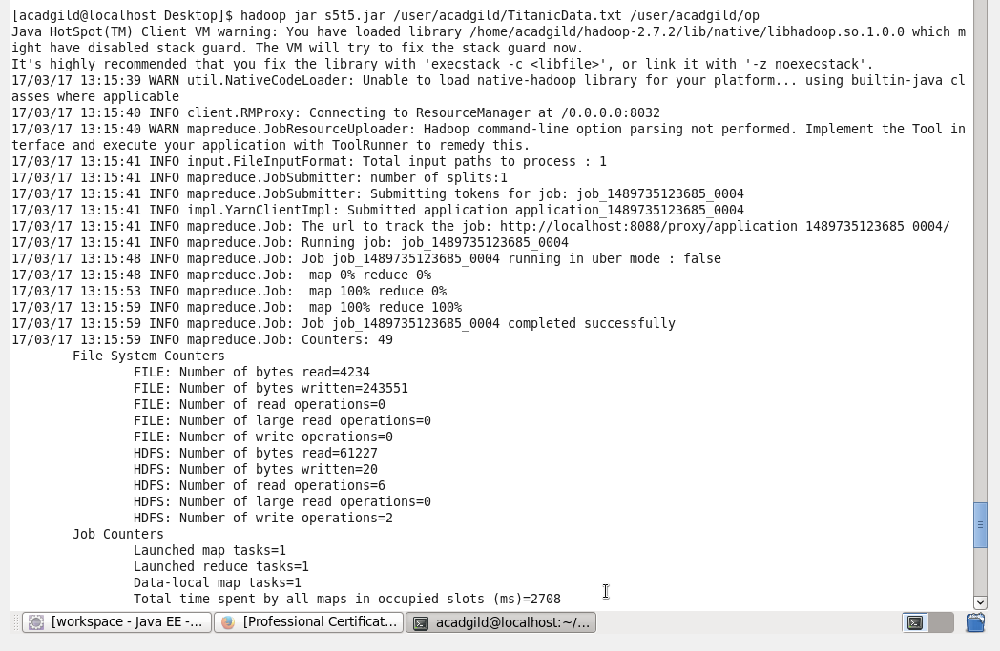 [acadgild@localhost Desktop]$ hadoop jar s5t5.jar /user/acadgild/TitanicData.txt /user/acadgild/op
Java HotSpot(TM) Client VM warning: You have loaded library /home/acadgild/hadoop-2.7.2/lib/native/libhadoop.so.1.0.0 which m
ight have disabled stack guard. The VM will try to fix the stack guard now.
It's highly recommended that you fix the library with 'execstack -c <libfile>', or link it with '-z noexecstack'.
17/03/17 13:15:39 WARN util.NativeCodeLoader: Unable to load native-hadoop library for your platform... using builtin-java cl
asses where applicable
17/03/17 13:15:40 INFO client.RMProxy: Connecting to ResourceManager at /0.0.0.0:8032
17/03/17 13:15:40 WARN mapreduce.JobResourceUploader: Hadoop command-line option parsing not performed. Implement the Tool in
terface and execute your application with ToolRunner to remedy this.
17/03/17 13:15:41 INFO input.FileInputFormat: Total input paths to process : 1
17/03/17 13:15:41 INFO mapreduce.JobSubmitter: number of splits:1
17/03/17 13:15:41 INFO mapreduce.JobSubmitter: Submitting tokens for job: job_1489735123685_0004
17/03/17 13:15:41 INFO impl.YarnClientImpl: Submitted application application_1489735123685_0004
17/03/17 13:15:41 INFO mapreduce.Job: The url to track the job: http://localhost:8088/proxy/application_1489735123685_0004/
17/03/17 13:15:41 INFO mapreduce.Job: Running job: job_1489735123685_0004
17/03/17 13:15:48 INFO mapreduce.Job: Job job_1489735123685_0004 running in uber mode : false
17/03/17 13:15:48 INFO mapreduce.Job:  map 0% reduce 0%
17/03/17 13:15:53 INFO mapreduce.Job:  map 100% reduce 0%
17/03/17 13:15:59 INFO mapreduce.Job:  map 100% reduce 100%
17/03/17 13:15:59 INFO mapreduce.Job: Job job_1489735123685_0004 completed successfully
17/03/17 13:15:59 INFO mapreduce.Job: Counters: 49
File System Counters
FILE: Number of bytes read=4234
FILE: Number of bytes written=243551
FILE: Number of read operations=0
FILE: Number of large read operations=0
FILE: Number of write operations=0
HDFS: Number of bytes read=61227
HDFS: Number of bytes written=20
HDFS: Number of read operations=6
HDFS: Number of large read operations=0
HDFS: Number of write operations=2
Job Counters
Launched map tasks=1
Launched reduce tasks=1
Data-local map tasks=1
Total time spent by all maps in occupied slots (ms)=2708
[workspace - Java EE -... [Professional Certificat... acadgild@localhost:~/...